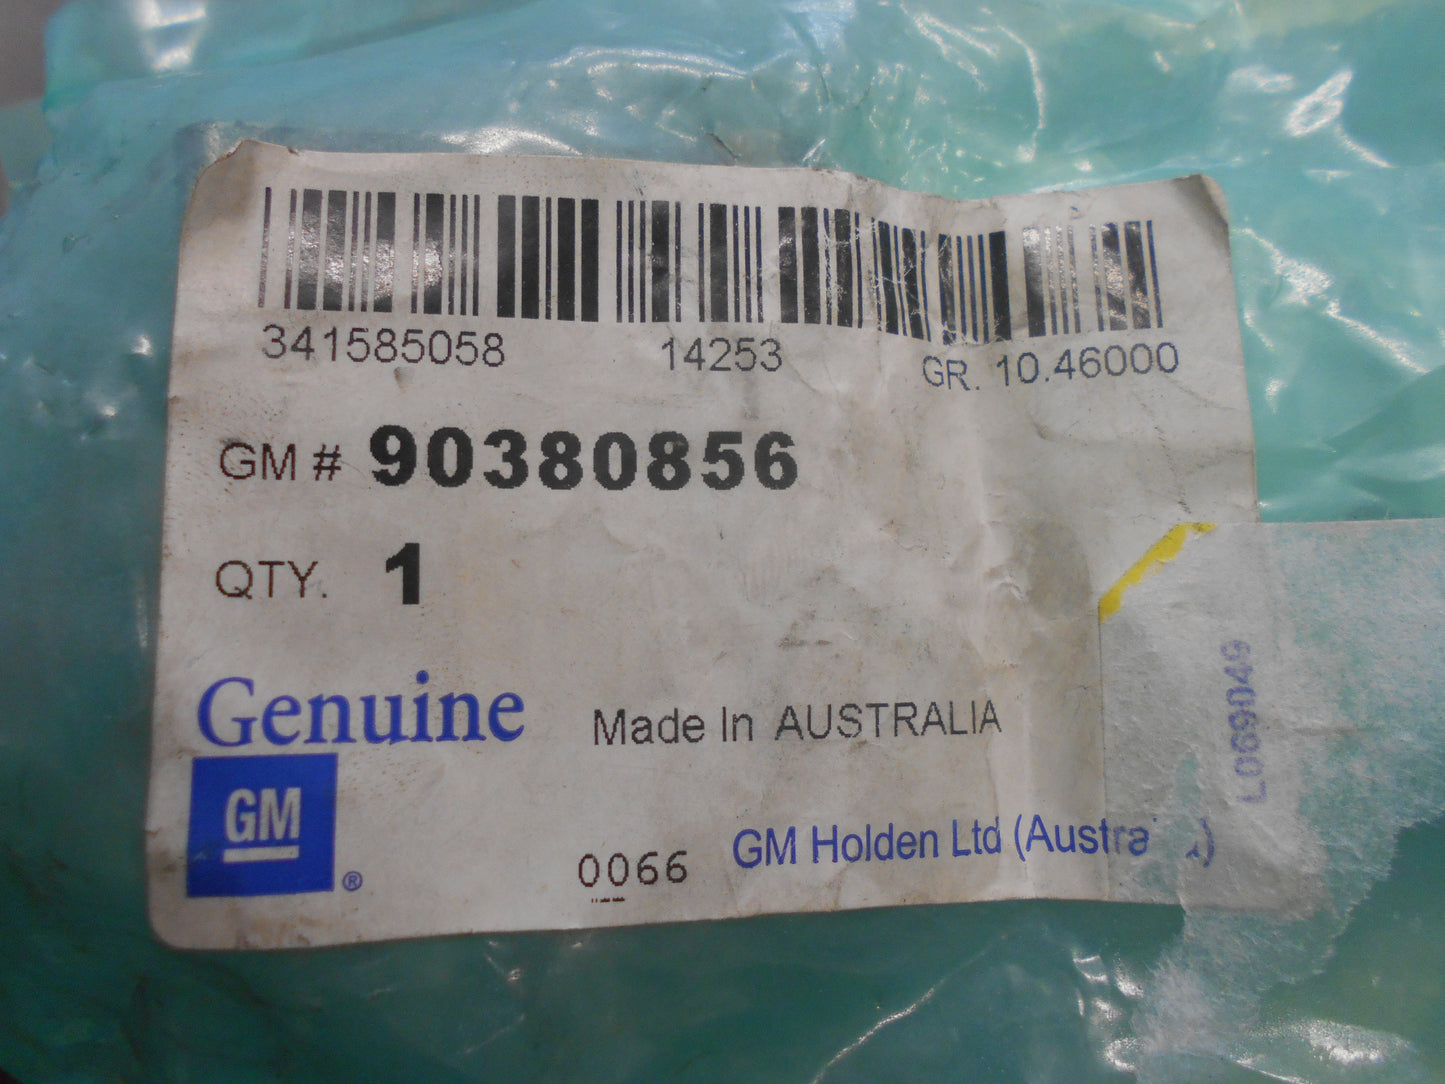 341585058 14253 GR. 10.46000
GM # 90380856
QTY. 1
Genuine
Made In AUSTRALIA
GM ®
0066
GM Holden Ltd
L069049